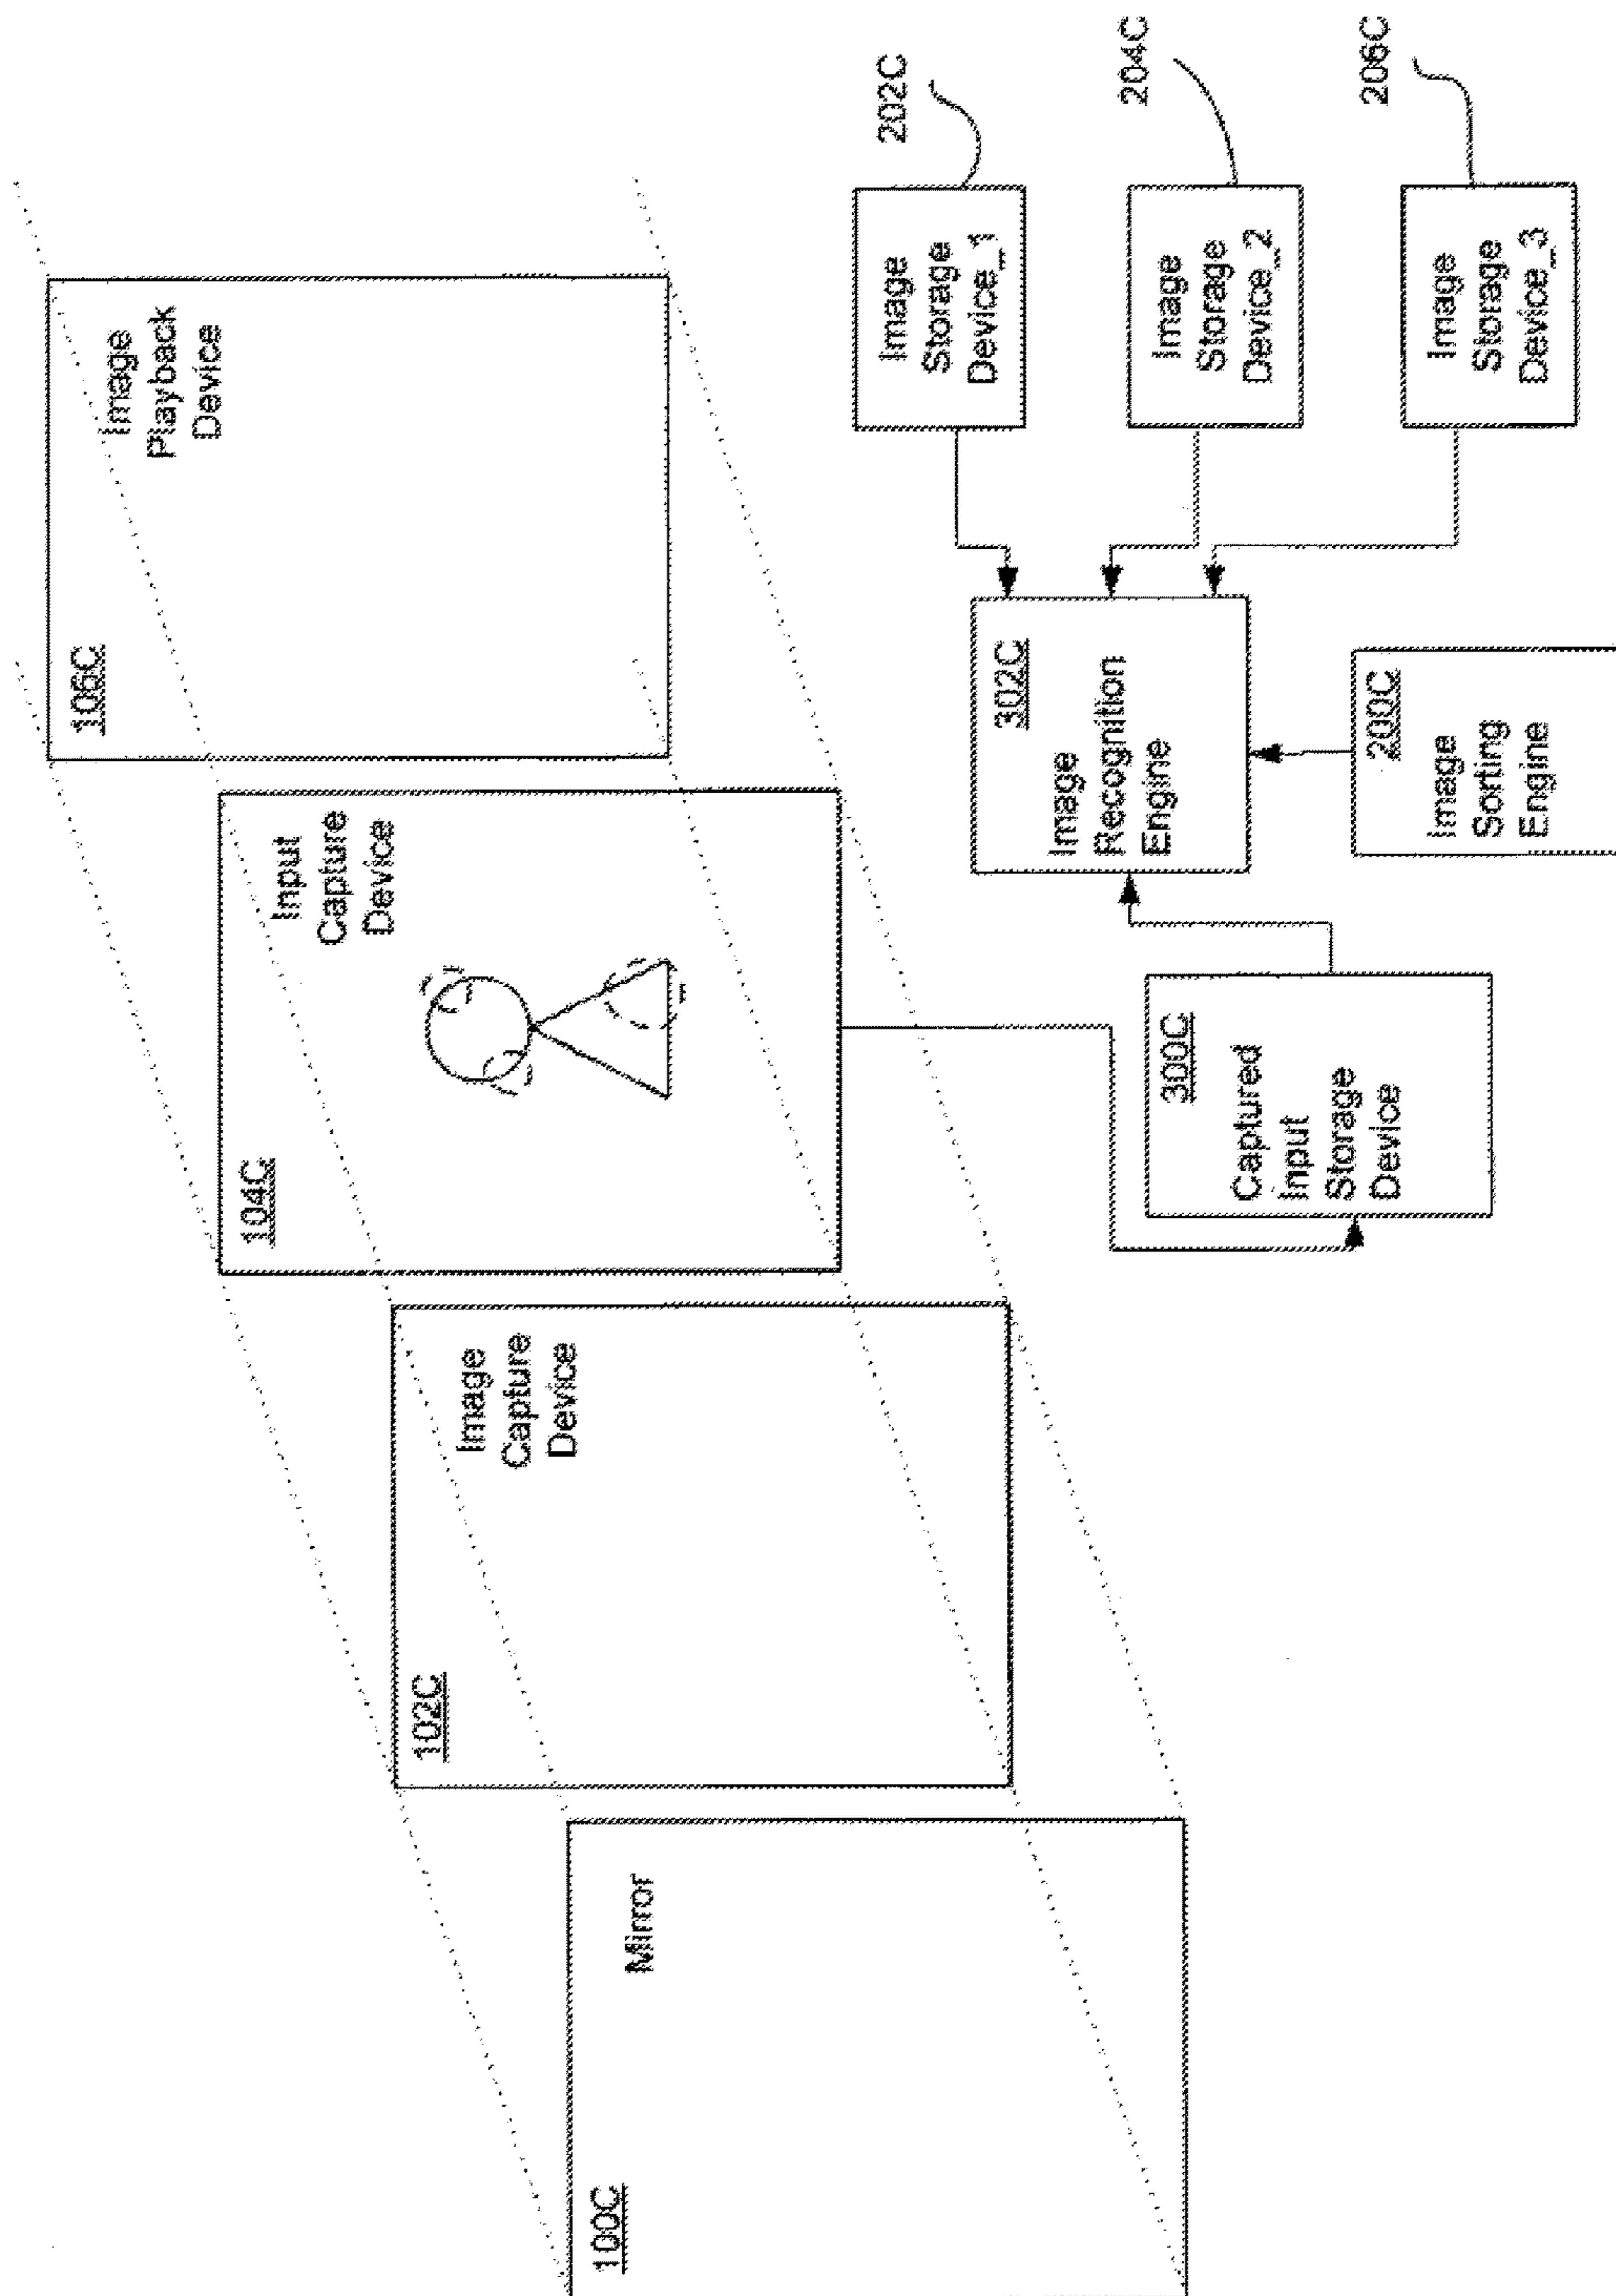 100C
Mirror
102C
Image
Capture
Device
104C
Input
Capture
Device
106C
Image
Playback
Device
300C
Captured
Input
Storage
Device
302C
Image
Recognition
Engine
200C
Image
Sorting
Engine
Image
Storage
Device_1
202C
Image
Storage
Device_2
204C
Image
Storage
Device_3
206C